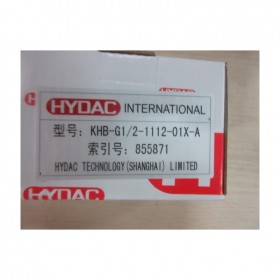 HYDAC INTERNATIONAL
型号: KHB-G1/2-1112-01X-A
索引号: 855871
HYDAC TECHNOLOGY(SHANGHAI) LIMITED
HYDAC